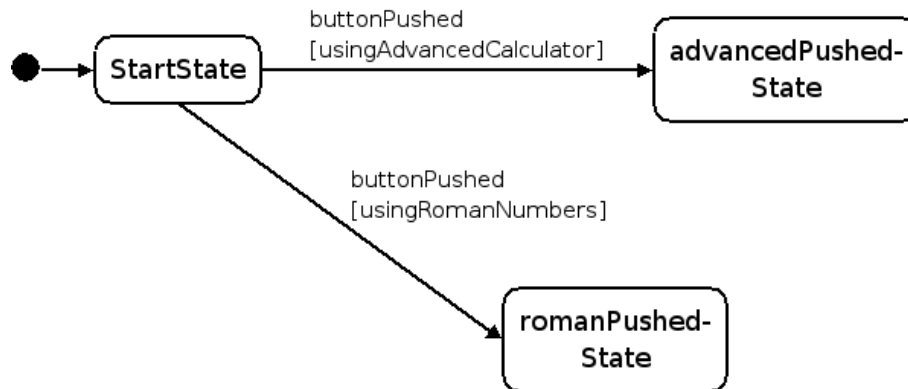 buttonPushed
[usingAdvancedCalculator]
StartState
advancedPushed-
State
buttonPushed
[usingRomanNumbers]
romanPushed-
State